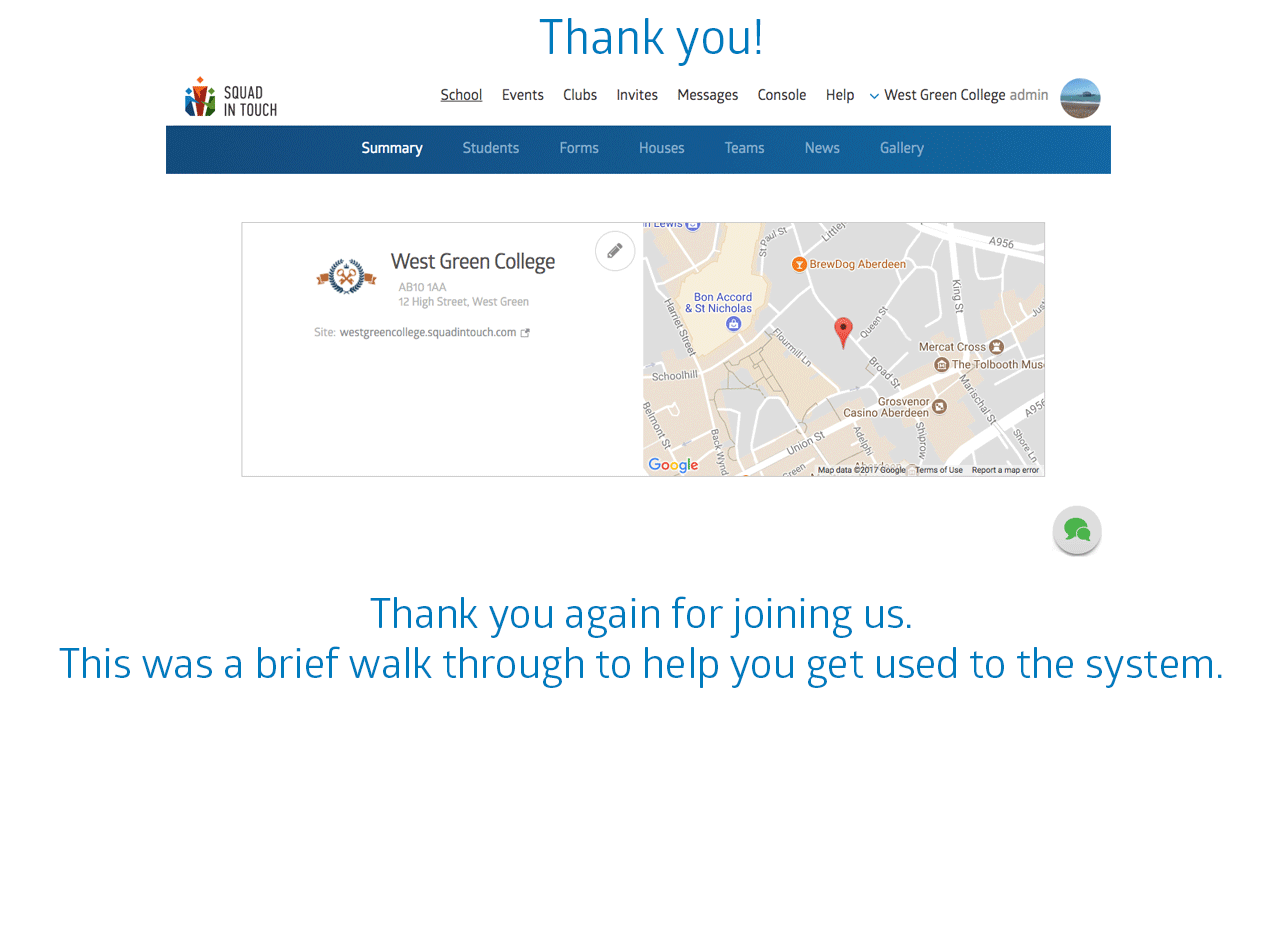 Thank you!
SQUAD
IN TOUCH
School Events Clubs Invites Messages Console Help West Green College admin
Summary Students Forms Houses Teams News Gallery
West Green College
AB10 1AA
12 High Street, West Green
Site: westgreencollege.squadintouch.com
n Lewis
St Paul St
Littlej
A956
BrewDog Aberdeen
King St
Bon Accord
& St Nicholas
Harriet Street
Queen St
Just
Flourmill Ln
Mercat Cross
The Tolbooth Mus
Schoolhill
Broad St
Marischal St
Grosvenor
Casino Aberdeen
A956
Belmont St
Back Wynd
Union St
Adelphi
Shiprow
Shore Ln
Green
Aberdeen
Google
Map data ©2017 Google Terms of Use Report a map error
Thank you again for joining us.
This was a brief walk through to help you get used to the system.